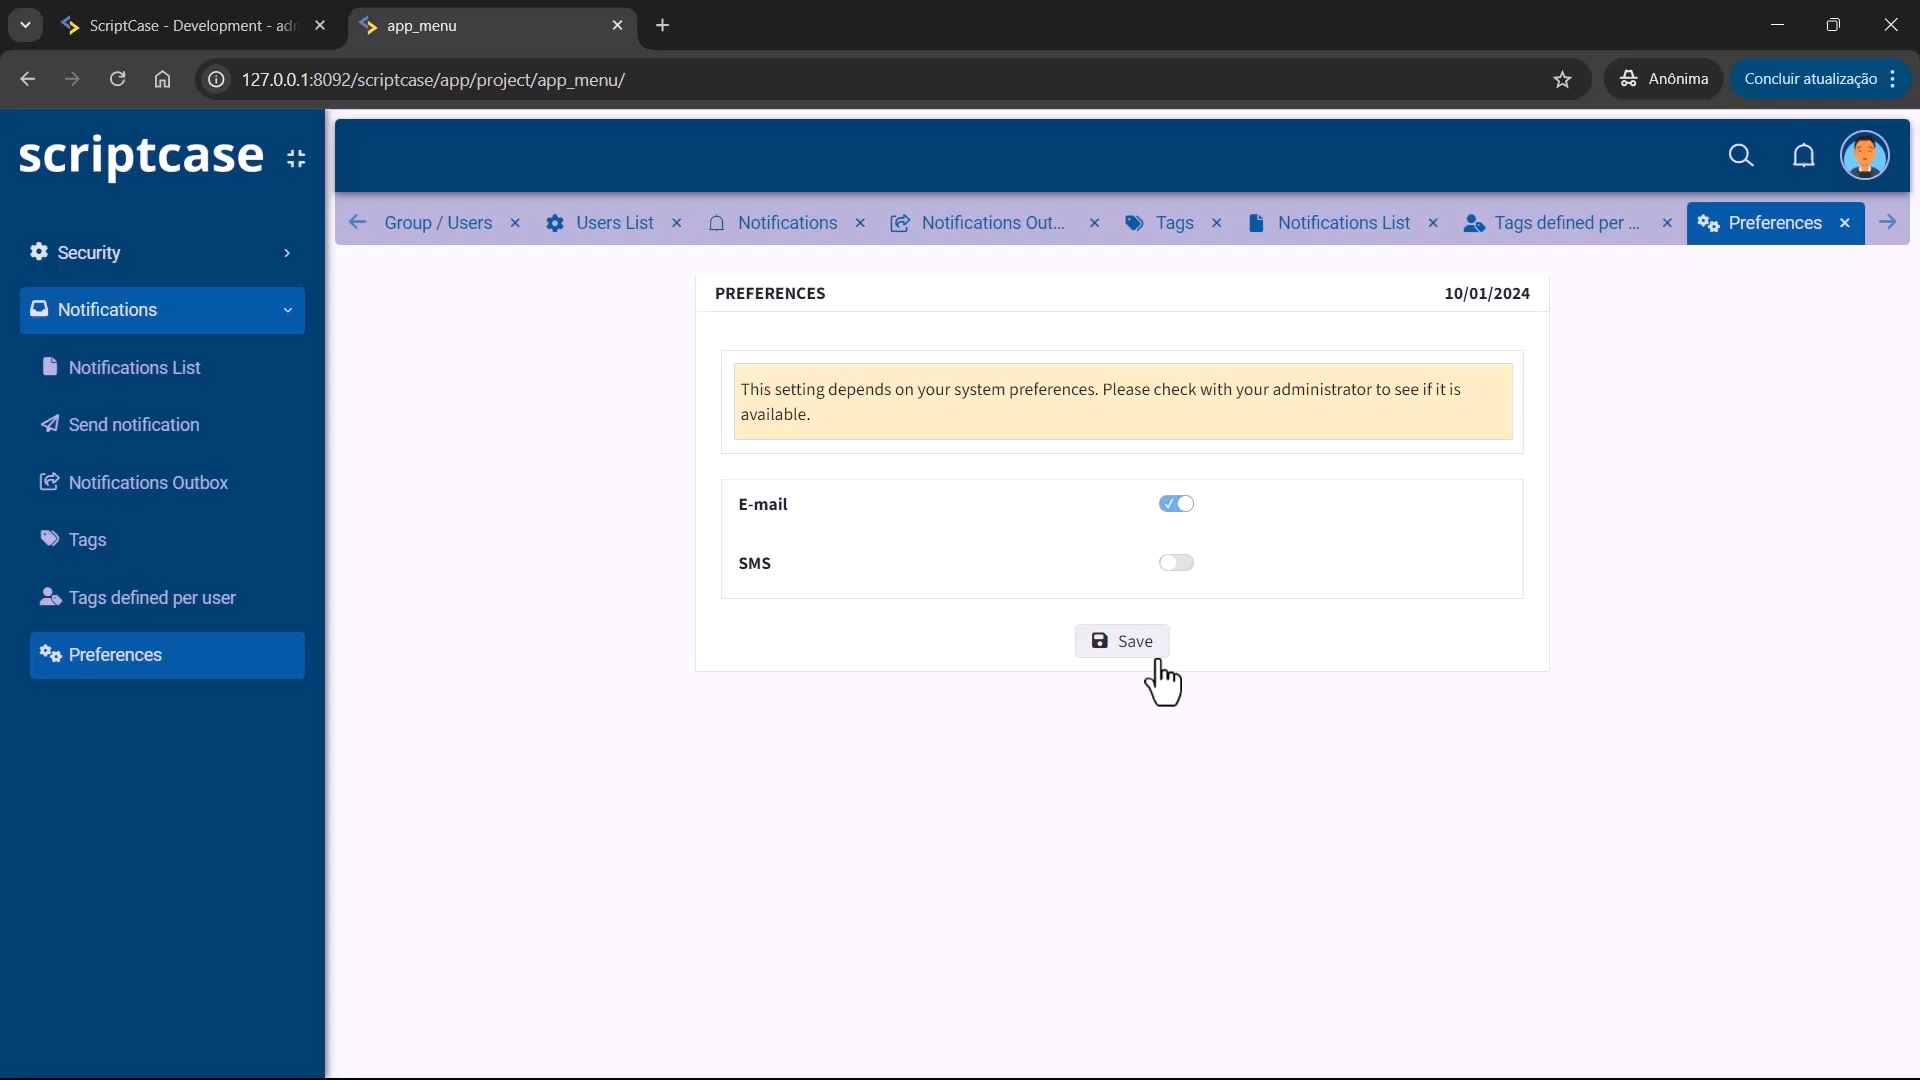 ScriptCase - Development - adm
app_menu
127.0.0.1:8092/scriptcase/app/project/app_menu/
Anônima
Concluir atualização
scriptcase
Group / Users
Users List
Notifications
Notifications Out...
Tags
Notifications List
Tags defined per ...
Preferences
Security
Notifications
Notifications List
Send notification
Notifications Outbox
Tags
Tags defined per user
Preferences
PREFERENCES
10/01/2024
This setting depends on your system preferences. Please check with your administrator to see if it is
available.
E-mail
SMS
Save